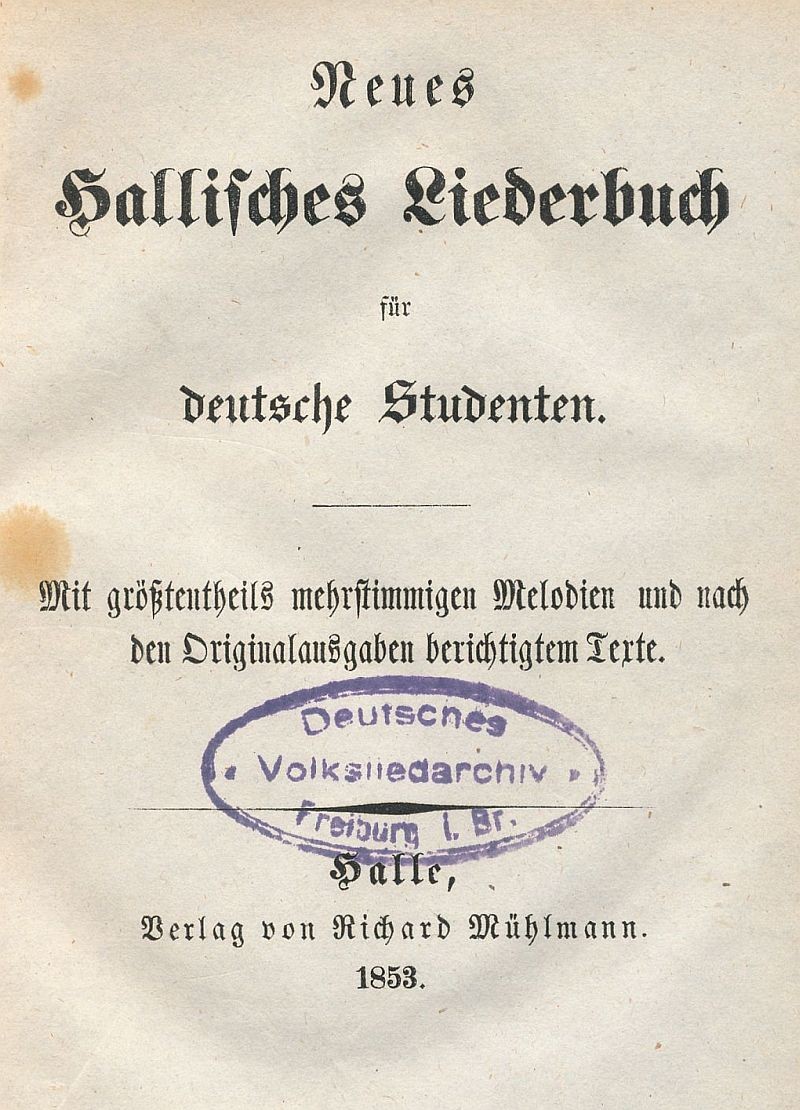 Neues
Halliſches Liederbuch
für
deutsche Studenten.
Mit größtentheils mehrſtimmigen Melodien und nach
den Originalausgaben berichtigtem Texte.
Deutsches
Volksliedarchiv
Freiburg i. Br.
Halle,
Verlag von Richard Mühlmann.
1853.